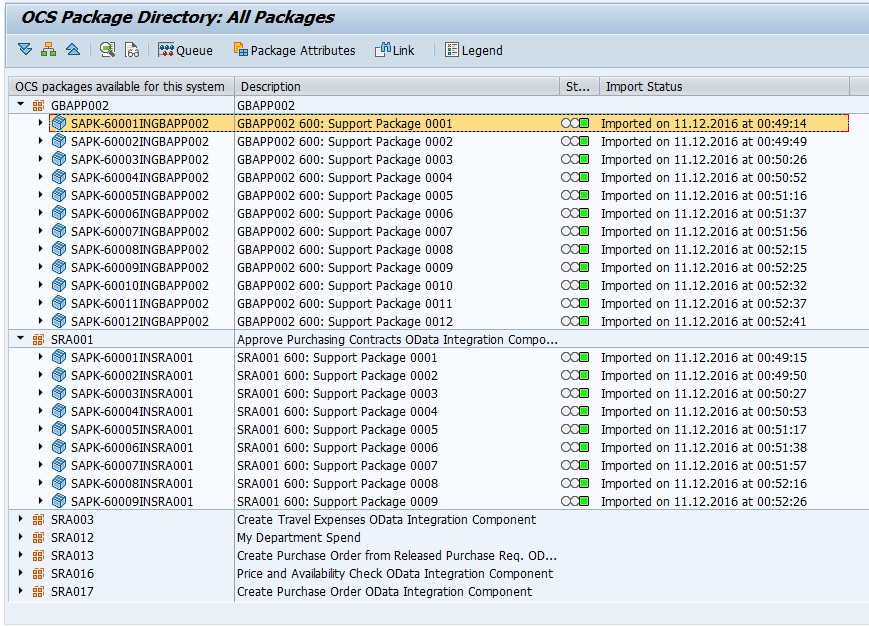 OCS Package Directory: All Packages
Queue Package Attributes Link Legend
OCS packages available for this system Description St... Import Status
GBAPP002 GBAPP002
SAPK-60001INGBAPP002 GBAPP002 600: Support Package 0001 Imported on 11.12.2016 at 00:49:14
SAPK-60002INGBAPP002 GBAPP002 600: Support Package 0002 Imported on 11.12.2016 at 00:49:49
SAPK-60003INGBAPP002 GBAPP002 600: Support Package 0003 Imported on 11.12.2016 at 00:50:26
SAPK-60004INGBAPP002 GBAPP002 600: Support Package 0004 Imported on 11.12.2016 at 00:50:52
SAPK-60005INGBAPP002 GBAPP002 600: Support Package 0005 Imported on 11.12.2016 at 00:51:16
SAPK-60006INGBAPP002 GBAPP002 600: Support Package 0006 Imported on 11.12.2016 at 00:51:37
SAPK-60007INGBAPP002 GBAPP002 600: Support Package 0007 Imported on 11.12.2016 at 00:51:56
SAPK-60008INGBAPP002 GBAPP002 600: Support Package 0008 Imported on 11.12.2016 at 00:52:15
SAPK-60009INGBAPP002 GBAPP002 600: Support Package 0009 Imported on 11.12.2016 at 00:52:25
SAPK-60010INGBAPP002 GBAPP002 600: Support Package 0010 Imported on 11.12.2016 at 00:52:32
SAPK-60011INGBAPP002 GBAPP002 600: Support Package 0011 Imported on 11.12.2016 at 00:52:37
SAPK-60012INGBAPP002 GBAPP002 600: Support Package 0012 Imported on 11.12.2016 at 00:52:41
SRA001 Approve Purchasing Contracts OData Integration Compo...
SAPK-60001INSRA001 SRA001 600: Support Package 0001 Imported on 11.12.2016 at 00:49:15
SAPK-60002INSRA001 SRA001 600: Support Package 0002 Imported on 11.12.2016 at 00:49:50
SAPK-60003INSRA001 SRA001 600: Support Package 0003 Imported on 11.12.2016 at 00:50:27
SAPK-60004INSRA001 SRA001 600: Support Package 0004 Imported on 11.12.2016 at 00:50:53
SAPK-60005INSRA001 SRA001 600: Support Package 0005 Imported on 11.12.2016 at 00:51:17
SAPK-60006INSRA001 SRA001 600: Support Package 0006 Imported on 11.12.2016 at 00:51:38
SAPK-60007INSRA001 SRA001 600: Support Package 0007 Imported on 11.12.2016 at 00:51:57
SAPK-60008INSRA001 SRA001 600: Support Package 0008 Imported on 11.12.2016 at 00:52:16
SAPK-60009INSRA001 SRA001 600: Support Package 0009 Imported on 11.12.2016 at 00:52:26
SRA003 Create Travel Expenses OData Integration Component
SRA012 My Department Spend
SRA013 Create Purchase Order from Released Purchase Req. OD...
SRA016 Price and Availability Check OData Integration Component
SRA017 Create Purchase Order OData Integration Component